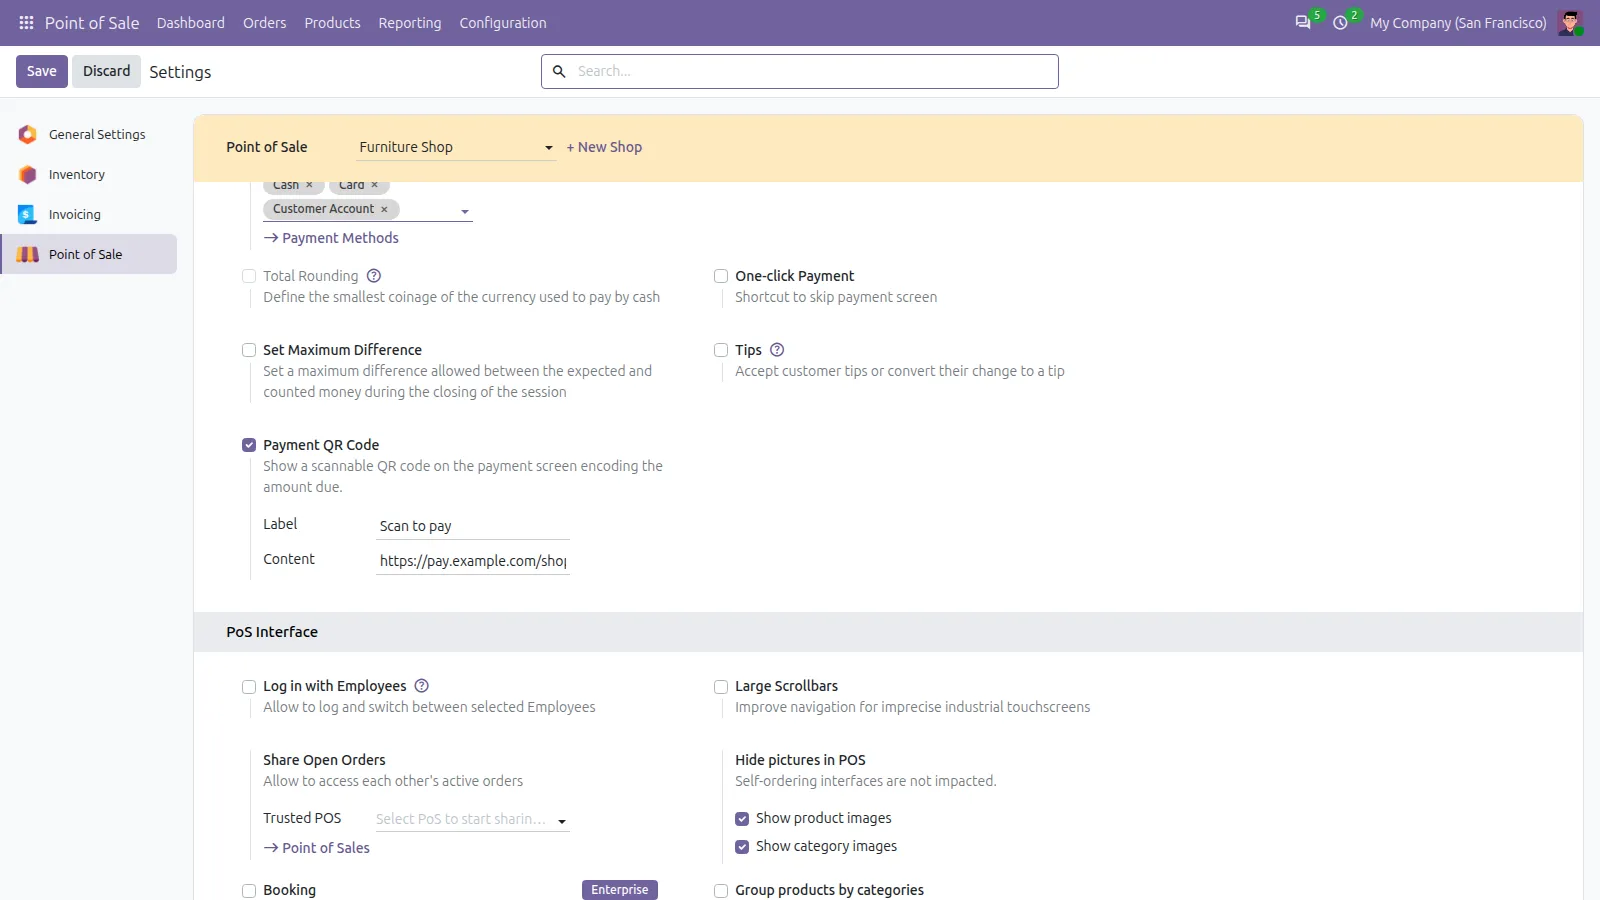 Point of Sale Dashboard Orders Products Reporting Configuration 5 2 My Company (San Francisco)
Save Discard Settings Search...
General Settings
Inventory
Invoicing
Point of Sale
Point of Sale Furniture Shop + New Shop
Cash × Card ×
Customer Account ×
→ Payment Methods
Total Rounding ?
Define the smallest coinage of the currency used to pay by cash
One-click Payment
Shortcut to skip payment screen
Set Maximum Difference
Set a maximum difference allowed between the expected and
counted money during the closing of the session
Tips ?
Accept customer tips or convert their change to a tip
Payment QR Code
Show a scannable QR code on the payment screen encoding the
amount due.
Label Scan to pay
Content https://pay.example.com/shop
PoS Interface
Log in with Employees ?
Allow to log and switch between selected Employees
Large Scrollbars
Improve navigation for imprecise industrial touchscreens
Share Open Orders
Allow to access each other's active orders
Trusted POS Select PoS to start sharin...
→ Point of Sales
Hide pictures in POS
Self-ordering interfaces are not impacted.
Show product images
Show category images
Booking Enterprise
Group products by categories